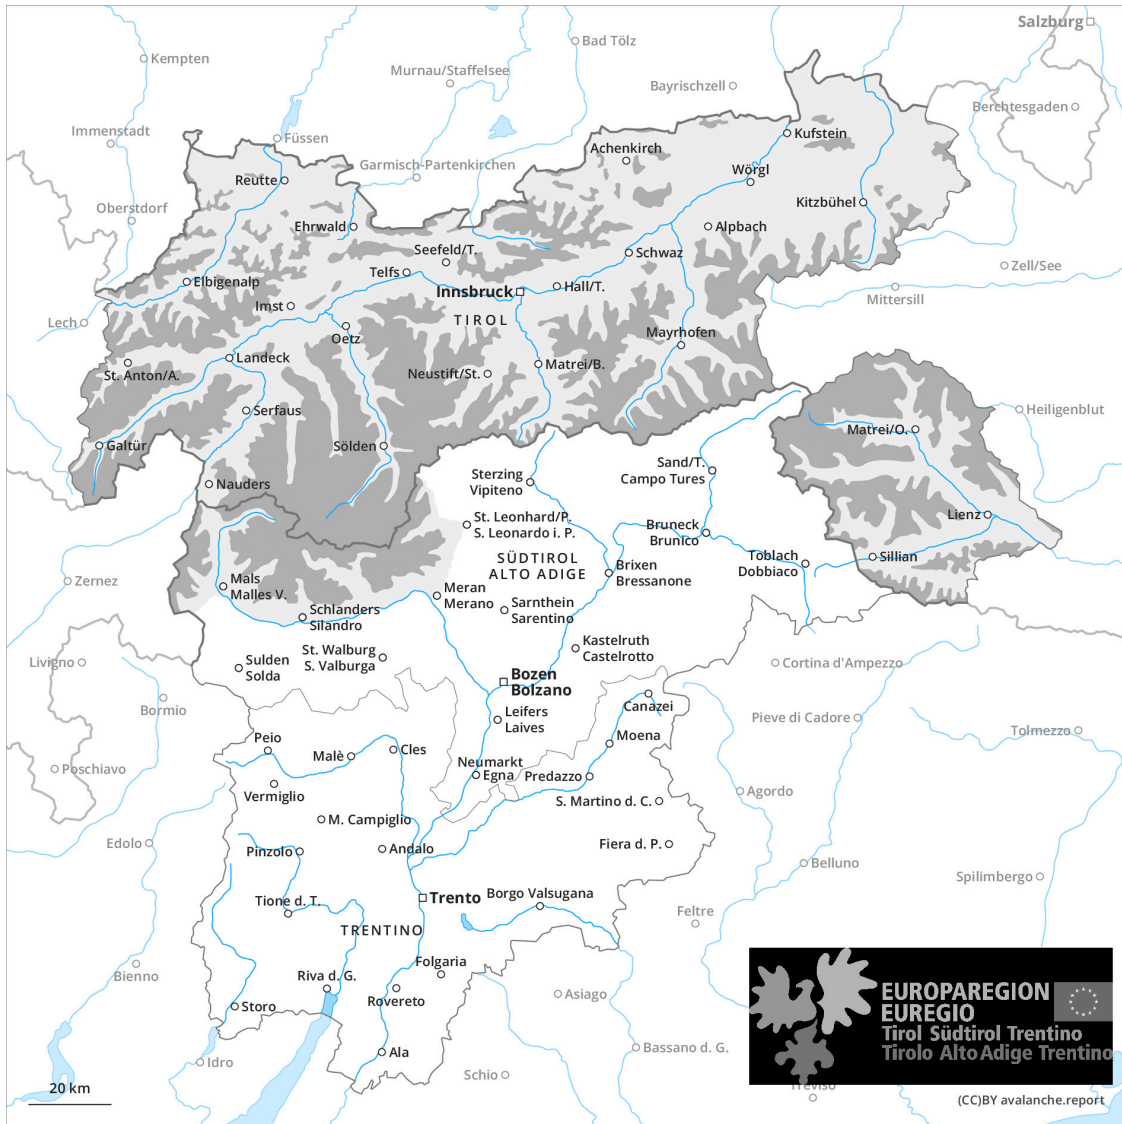 Salzburg
Bad Tölz
Kempten
Murnau/Staffelsee
Bayrischzell
Berchtesgaden
Immenstadt
Füssen
Kufstein
Achenkirch
Garmisch-Partenkirchen
Wörgl
Reutte
Oberstdorf
Kitzbühel
Ehrwald
Alpbach
Seefeld/T.
Schwaz
Zell/See
Telfs
Elbigenalp
Hall/T.
Innsbruck
Mittersill
Imst
Lech
TIROL
Mayrhofen
Oetz
Landeck
Matrei/B.
St. Anton/A.
Neustift/St.
Serfaus
Heiligenblut
Matrei/O.
Galtür
Sölden
Sand/T.
Campo Tures
Sterzing
Vipiteno
Nauders
Lienz
St. Leonhard/P.
S. Leonardo i. P.
Bruneck
Brunico
SÜDTIROL
ALTO ADIGE
Toblach
Dobbiaco
Sillian
Brixen
Bressanone
Zernez
Mals
Malles V.
Meran
Merano
Sarnthein
Sarentino
Schlanders
Silandro
Kastelruth
Castelrotto
St. Walburg
S. Valburga
Livigno
Sulden
Solda
Cortina d'Ampezzo
Bozen
Bolzano
Bormio
Canazei
Leifers
Laives
Pieve di Cadore
Tolmezzo
Peio
Moena
Malè
Cles
Neumarkt
Egna
Predazzo
Poschiavo
Vermiglio
Agordo
S. Martino d. C.
M. Campiglio
Edolo
Pinzolo
Andalo
Fiera d. P.
Belluno
Spilimbergo
Tione d. T.
Trento
Borgo Valsugana
Feltre
TRENTINO
Folgaria
Bienno
Riva d. G.
Rovereto
Asiago
Storo
EUROPAREGION
EUREGIO
Tirol Südtirol Trentino
Tirolo Alto Adige Trentino
Ala
Bassano d. G.
Idro
Schio
Treviso
20 km
(CC)BY avalanche.report